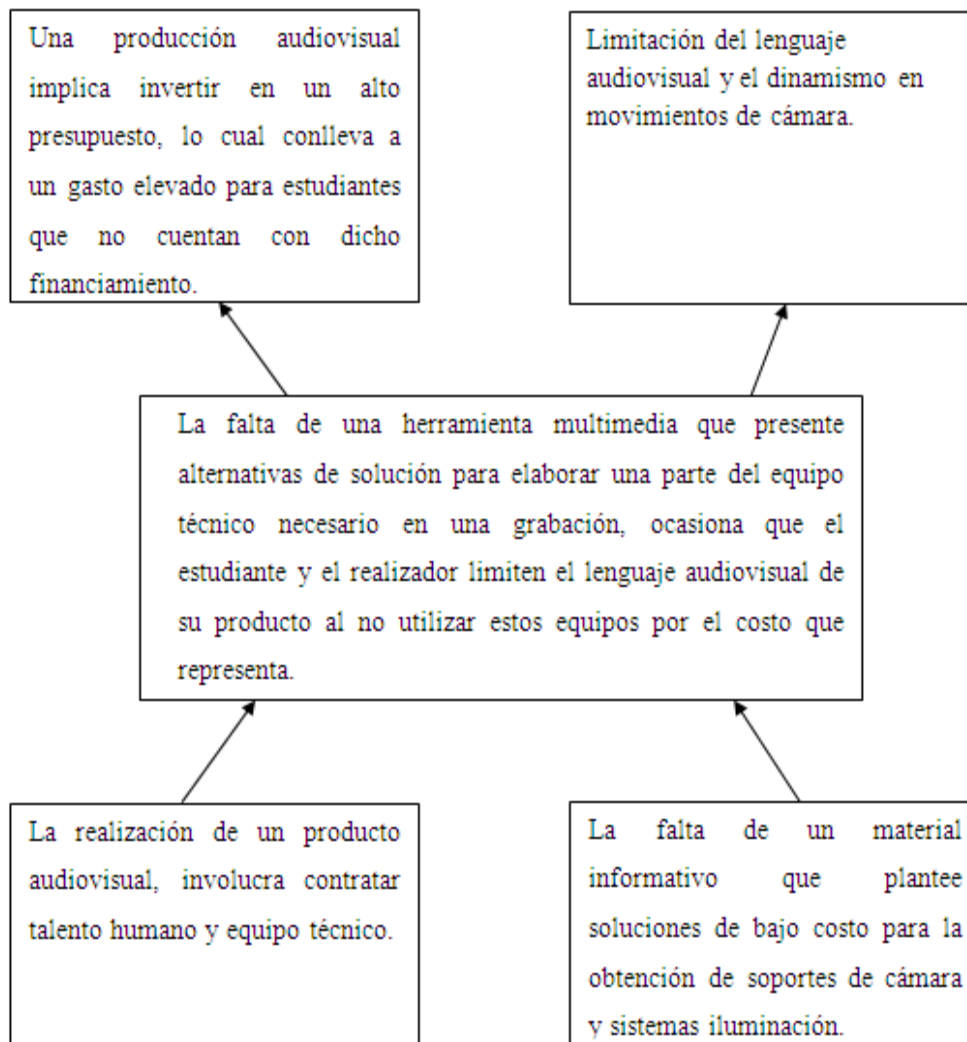 Una producción audiovisual
implica invertir en un alto
presupuesto, lo cual conlleva a
un gasto elevado para estudiantes
que no cuentan con dicho
financiamiento.
Limitación del lenguaje
audiovisual y el dinamismo en
movimientos de cámara.
La falta de una herramienta multimedia que presente
alternativas de solución para elaborar una parte del equipo
técnico necesario en una grabación, ocasiona que el
estudiante y el realizador limiten el lenguaje audiovisual de
su producto al no utilizar estos equipos por el costo que
representa.
La realización de un producto
audiovisual, involucra contratar
talento humano y equipo técnico.
La falta de un material
informativo que plantee
soluciones de bajo costo para la
obtención de soportes de cámara
y sistemas iluminación.